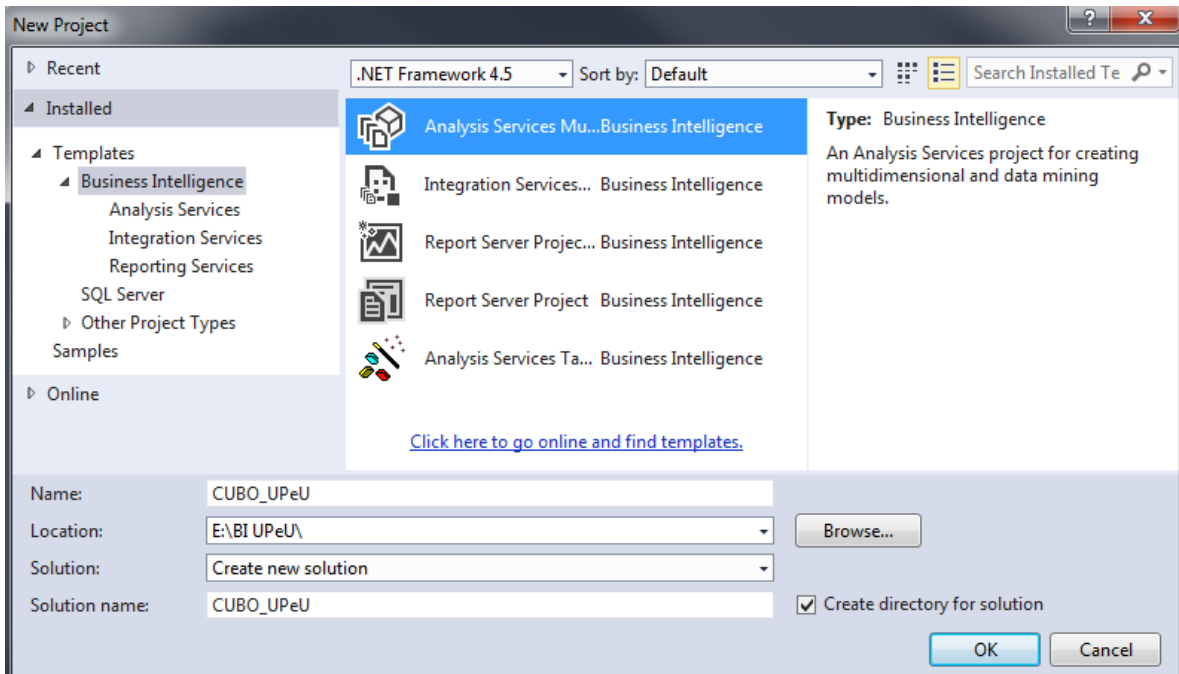 New Project
Recent
Installed
Templates
Business Intelligence
Analysis Services
Integration Services
Reporting Services
SQL Server
Other Project Types
Samples
Online
.NET Framework 4.5 Sort by: Default Search Installed Te
Analysis Services Mu...Business Intelligence
Integration Services... Business Intelligence
Report Server Projec... Business Intelligence
Report Server Project Business Intelligence
Analysis Services Ta... Business Intelligence
Click here to go online and find templates.
Type: Business Intelligence
An Analysis Services project for creating
multidimensional and data mining
models.
Name: CUBO_UPeU
Location: E:\BI UPeU\ Browse...
Solution: Create new solution
Solution name: CUBO_UPeU Create directory for solution
OK Cancel